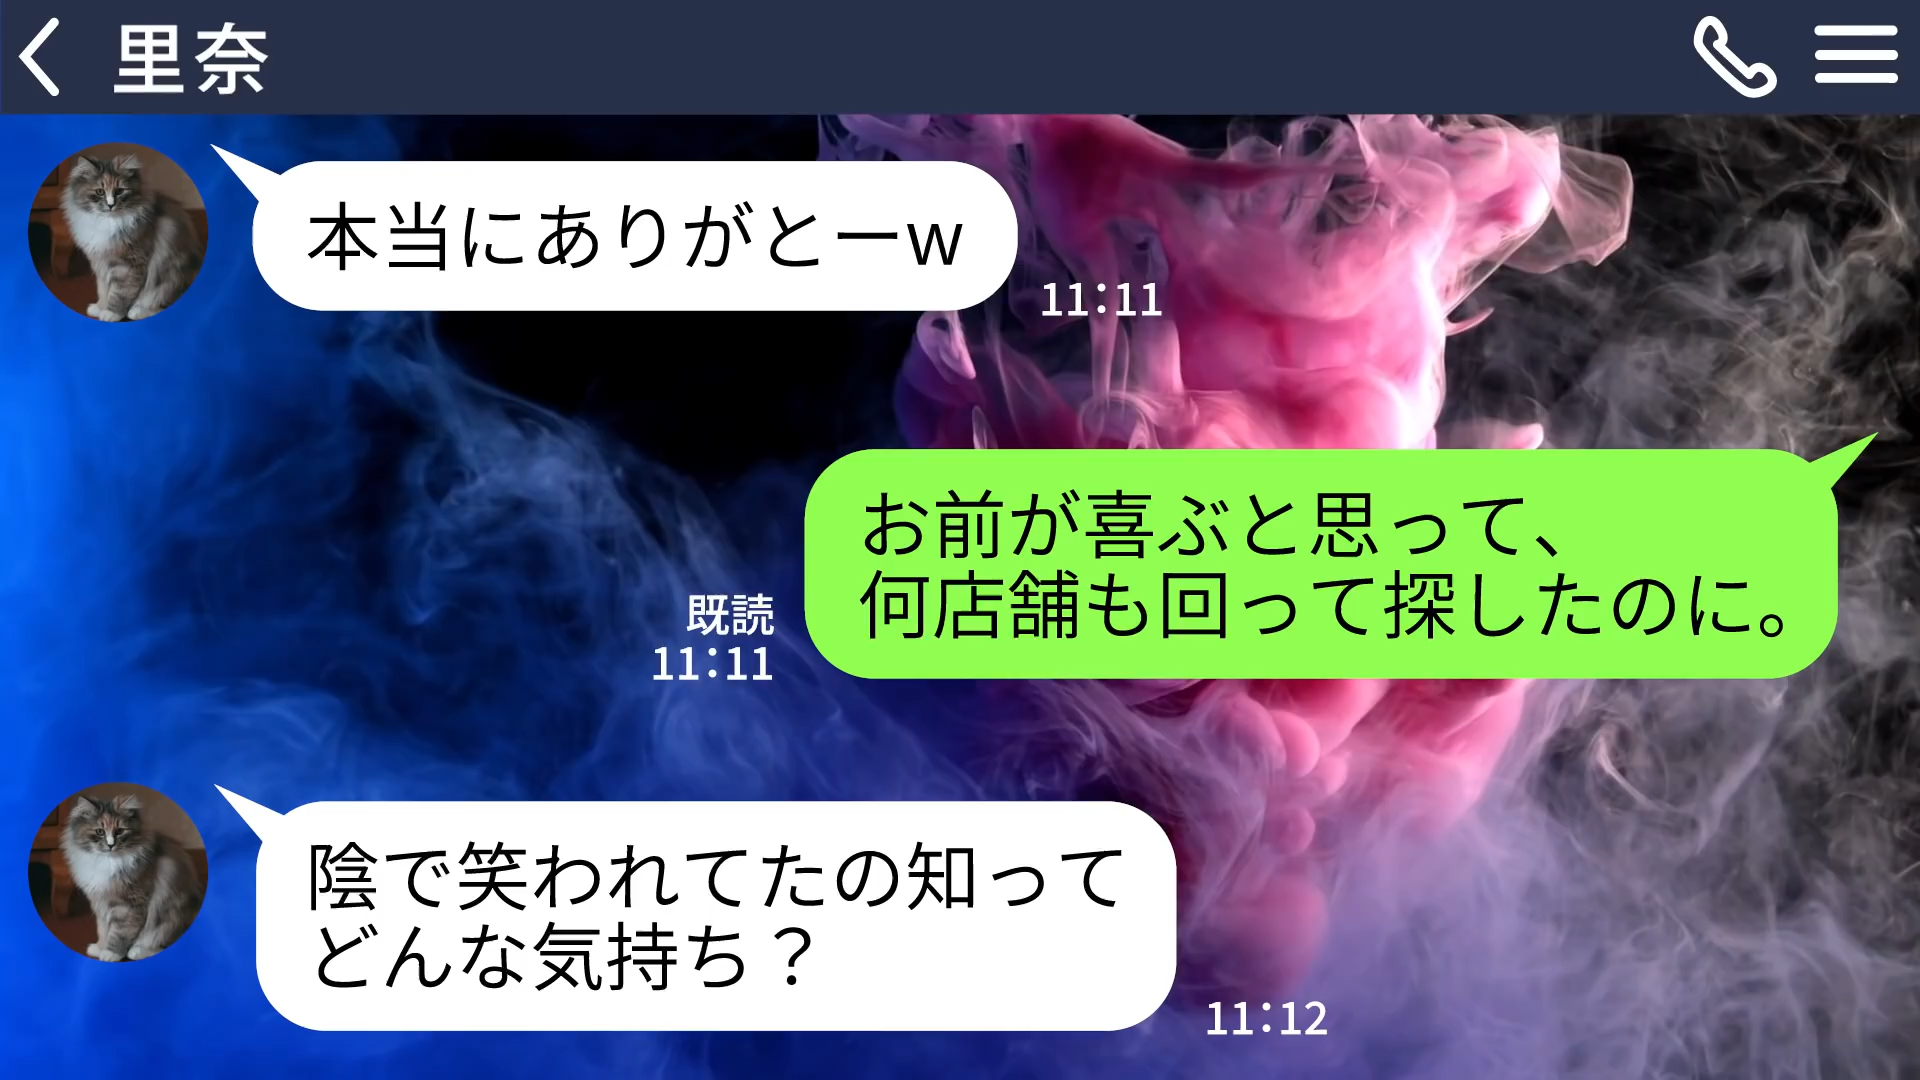 里奈
本当にありがとーw
11:11
お前が喜ぶと思って、
何店舗も回って探したのに。
既読
11:11
陰で笑われてたの知って
どんな気持ち？
11:12